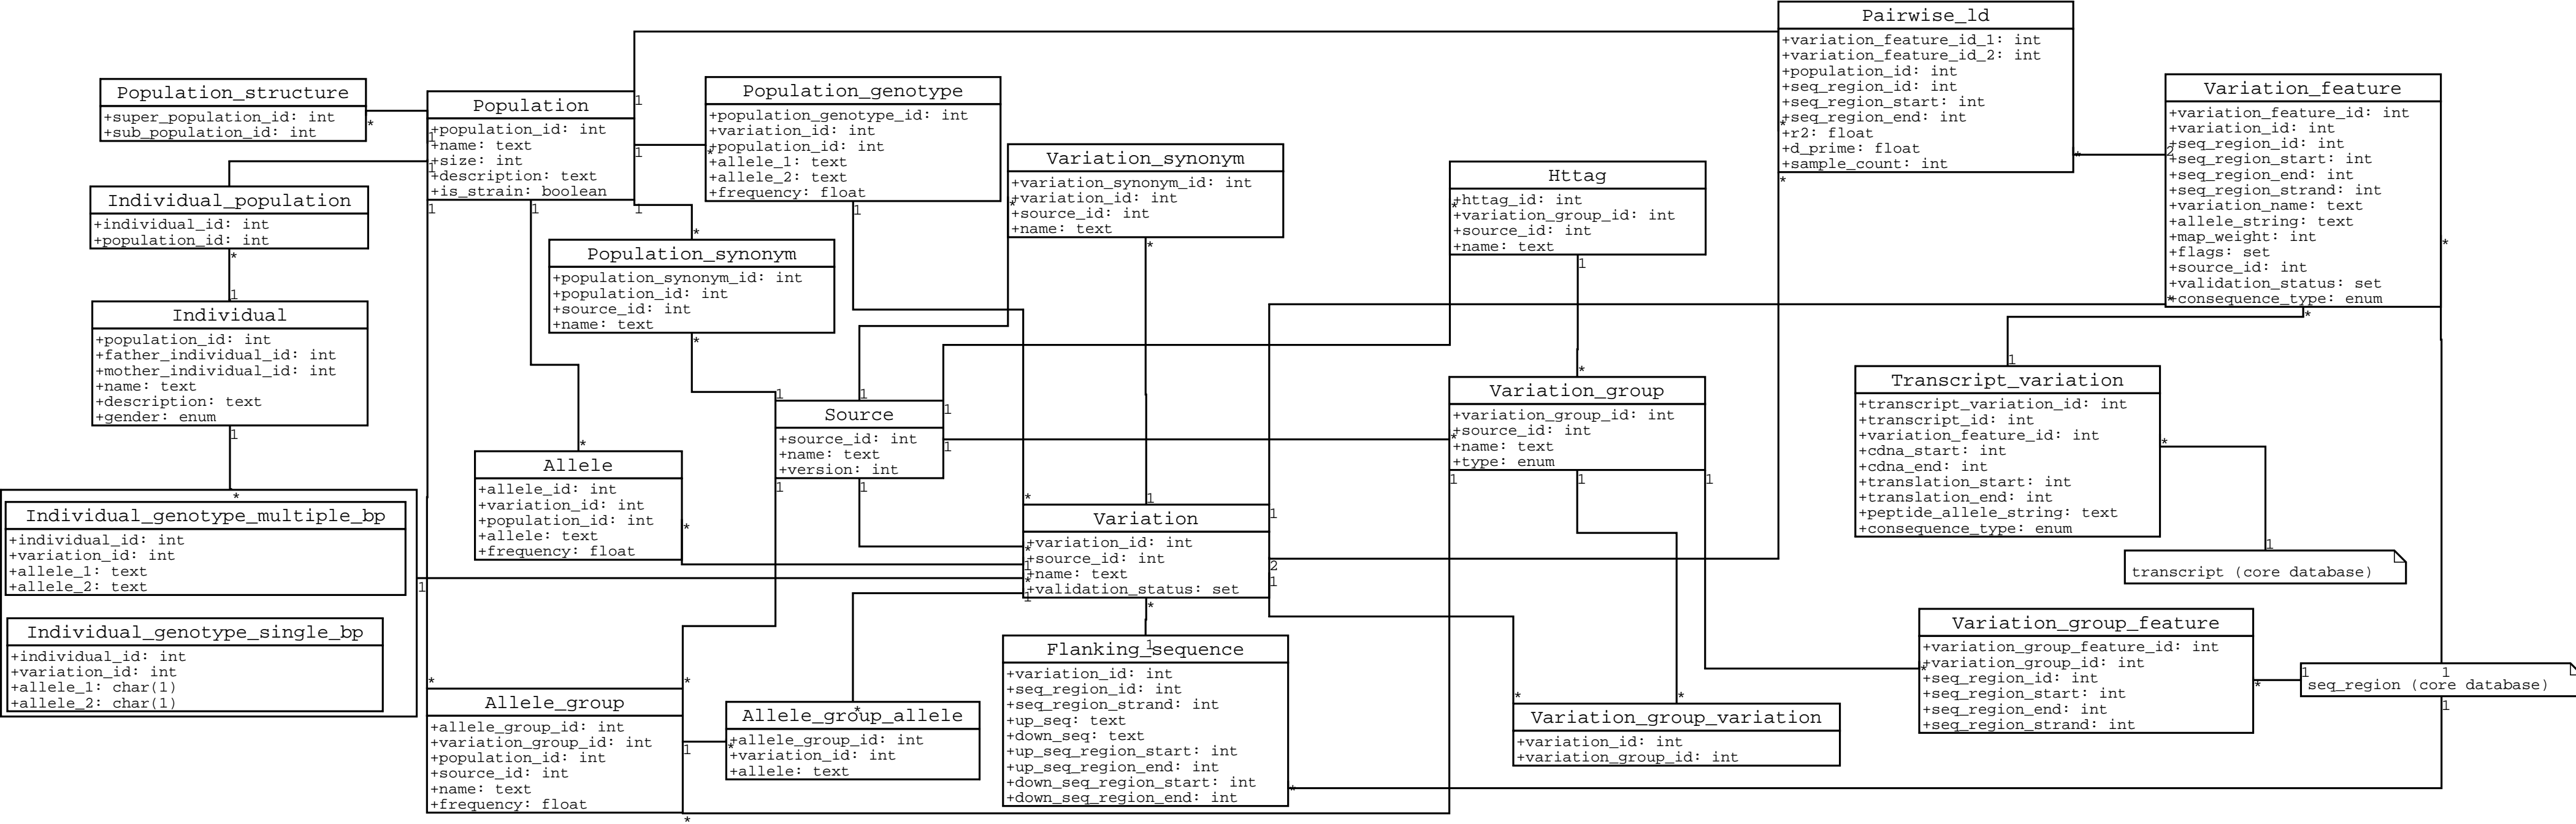 Pairwise_ld
+variation_feature_id_1: int
+variation_feature_id_2: int
+population_id: int
+seq_region_id: int
+seq_region_start: int
+seq_region_end: int
+r2: float
+d_prime: float
+sample_count: int
Population_structure
+super_population_id: int
+sub_population_id: int
Population
+population_id: int
+name: text
+size: int
+description: text
+is_strain: boolean
Population_genotype
+population_genotype_id: int
+variation_id: int
+population_id: int
+allele_1: text
+allele_2: text
+frequency: float
Variation_feature
+variation_feature_id: int
+variation_id: int
+seq_region_id: int
+seq_region_start: int
+seq_region_end: int
+seq_region_strand: int
+variation_name: text
+allele_string: text
+map_weight: int
+flags: set
+source_id: int
+validation_status: set
+consequence_type: enum
Variation_synonym
+variation_synonym_id: int
+variation_id: int
+source_id: int
+name: text
Httag
+httag_id: int
+variation_group_id: int
+source_id: int
+name: text
Individual_population
+individual_id: int
+population_id: int
Population_synonym
+population_synonym_id: int
+population_id: int
+source_id: int
+name: text
Individual
+population_id: int
+father_individual_id: int
+mother_individual_id: int
+name: text
+description: text
+gender: enum
Source
+source_id: int
+name: text
+version: int
Variation_group
+variation_group_id: int
+source_id: int
+name: text
+type: enum
Transcript_variation
+transcript_variation_id: int
+transcript_id: int
+variation_feature_id: int
+cdna_start: int
+cdna_end: int
+translation_start: int
+translation_end: int
+peptide_allele_string: text
+consequence_type: enum
Allele
+allele_id: int
+variation_id: int
+population_id: int
+allele: text
+frequency: float
Individual_genotype_multiple_bp
+individual_id: int
+variation_id: int
+allele_1: text
+allele_2: text
Individual_genotype_single_bp
+individual_id: int
+variation_id: int
+allele_1: char(1)
+allele_2: char(1)
Variation
+variation_id: int
+source_id: int
+name: text
+validation_status: set
transcript (core database)
Flanking_sequence
+variation_id: int
+seq_region_id: int
+seq_region_strand: int
+up_seq: text
+down_seq: text
+up_seq_region_start: int
+up_seq_region_end: int
+down_seq_region_start: int
+down_seq_region_end: int
Variation_group_feature
+variation_group_feature_id: int
+variation_group_id: int
+seq_region_id: int
+seq_region_start: int
+seq_region_end: int
+seq_region_strand: int
seq_region (core database)
Allele_group
+allele_group_id: int
+variation_group_id: int
+population_id: int
+source_id: int
+name: text
+frequency: float
Allele_group_allele
+allele_group_id: int
+variation_id: int
+allele: text
Variation_group_variation
+variation_id: int
+variation_group_id: int